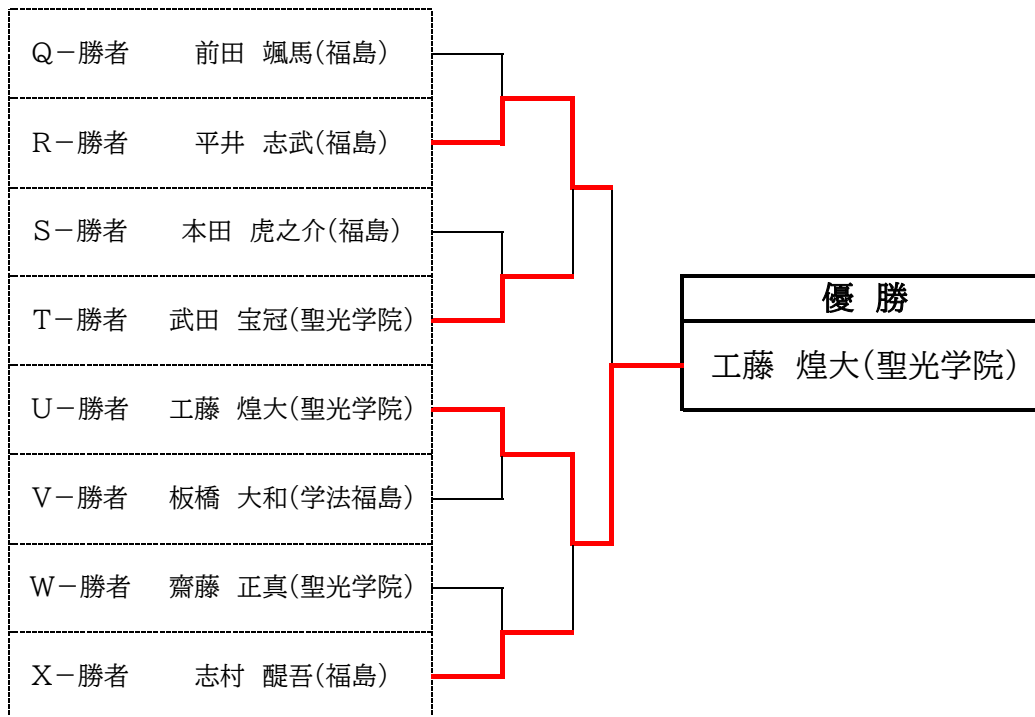 Q－勝者 前田 颯馬(福島)
R－勝者 平井 志武(福島)
S－勝者 本田 虎之介(福島)
T－勝者 武田 宝冠(聖光学院)
U－勝者 工藤 煌大(聖光学院)
V－勝者 板橋 大和(学法福島)
W－勝者 齋藤 正真(聖光学院)
X－勝者 志村 醍吾(福島)
優 勝
工藤 煌大(聖光学院)